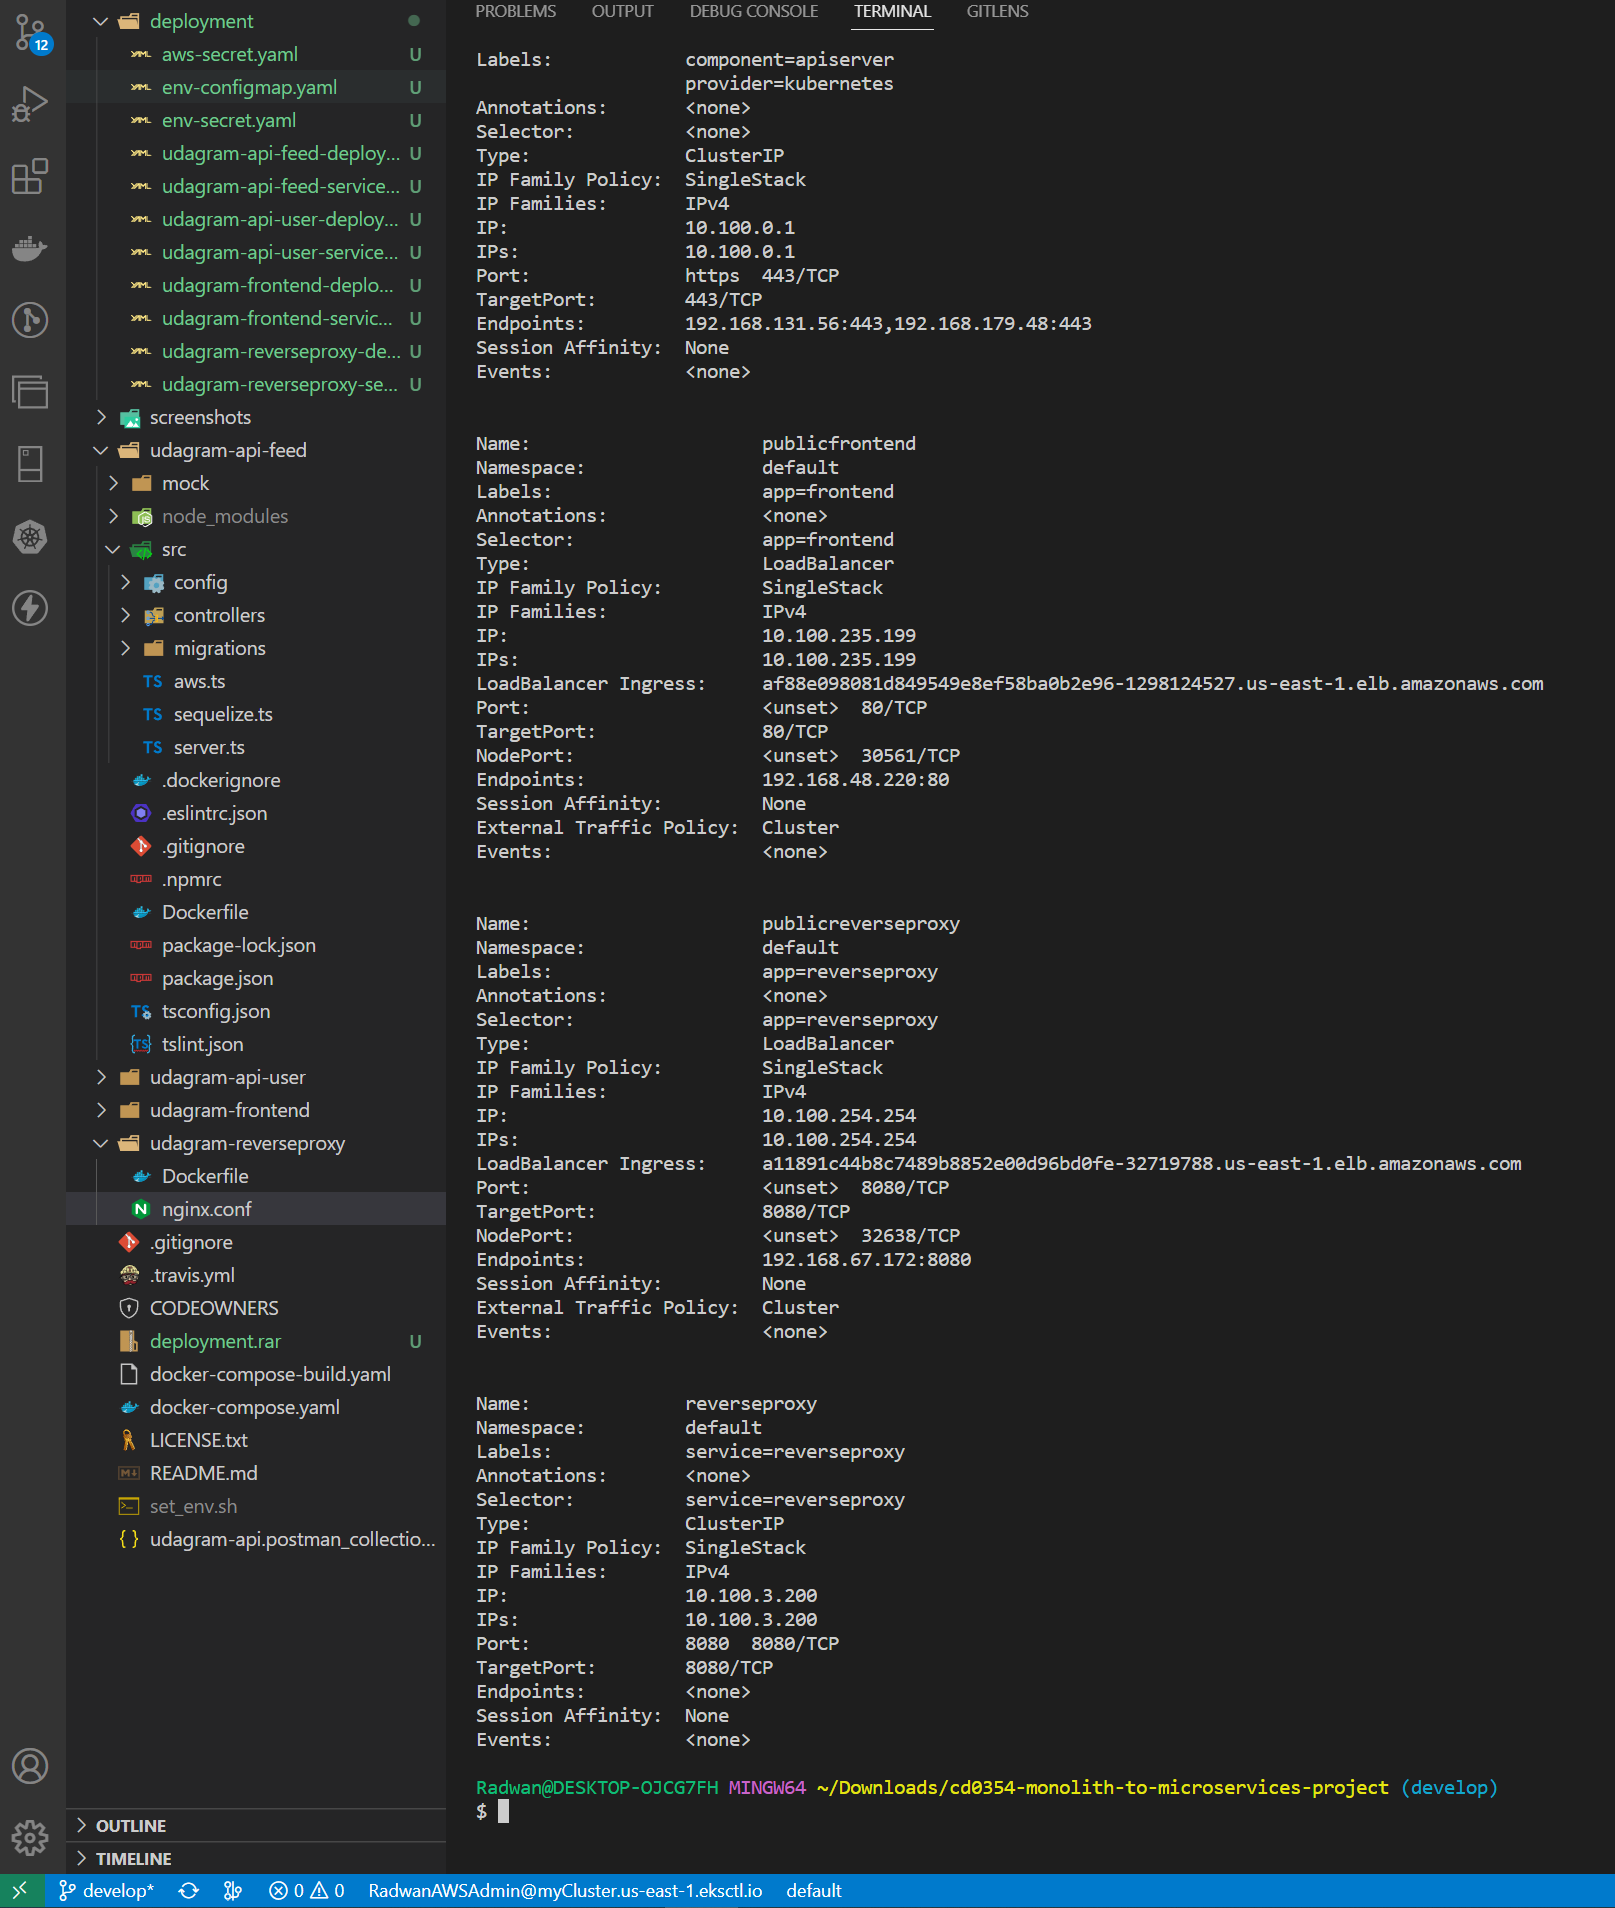 12
deployment
aws-secret.yaml U
env-configmap.yaml U
env-secret.yaml U
udagram-api-feed-deploy... U
udagram-api-feed-service... U
udagram-api-user-deploy... U
udagram-api-user-service... U
udagram-frontend-deplo... U
udagram-frontend-servic... U
udagram-reverseproxy-de... U
udagram-reverseproxy-se... U
screenshots
udagram-api-feed
mock
node_modules
src
config
controllers
migrations
TS aws.ts
TS sequelize.ts
TS server.ts
.dockerignore
.eslintrc.json
.gitignore
.npmrc
Dockerfile
package-lock.json
package.json
tsconfig.json
tslint.json
udagram-api-user
udagram-frontend
udagram-reverseproxy
Dockerfile
nginx.conf
.gitignore
.travis.yml
CODEOWNERS
deployment.rar U
docker-compose-build.yaml
docker-compose.yaml
LICENSE.txt
README.md
set_env.sh
udagram-api.postman_collectio...
OUTLINE
TIMELINE
PROBLEMS OUTPUT DEBUG CONSOLE TERMINAL GITLENS
Labels: component=apiserver
provider=kubernetes
Annotations: <none>
Selector: <none>
Type: ClusterIP
IP Family Policy: SingleStack
IP Families: IPv4
IP: 10.100.0.1
IPs: 10.100.0.1
Port: https 443/TCP
TargetPort: 443/TCP
Endpoints: 192.168.131.56:443,192.168.179.48:443
Session Affinity: None
Events: <none>
Name: publicfrontend
Namespace: default
Labels: app=frontend
Annotations: <none>
Selector: app=frontend
Type: LoadBalancer
IP Family Policy: SingleStack
IP Families: IPv4
IP: 10.100.235.199
IPs: 10.100.235.199
LoadBalancer Ingress: af88e098081d849549e8ef58ba0b2e96-1298124527.us-east-1.elb.amazonaws.com
Port: <unset> 80/TCP
TargetPort: 80/TCP
NodePort: <unset> 30561/TCP
Endpoints: 192.168.48.220:80
Session Affinity: None
External Traffic Policy: Cluster
Events: <none>
Name: publicreverseproxy
Namespace: default
Labels: app=reverseproxy
Annotations: <none>
Selector: app=reverseproxy
Type: LoadBalancer
IP Family Policy: SingleStack
IP Families: IPv4
IP: 10.100.254.254
IPs: 10.100.254.254
LoadBalancer Ingress: a11891c44b8c7489b8852e00d96bd0fe-32719788.us-east-1.elb.amazonaws.com
Port: <unset> 8080/TCP
TargetPort: 8080/TCP
NodePort: <unset> 32638/TCP
Endpoints: 192.168.67.172:8080
Session Affinity: None
External Traffic Policy: Cluster
Events: <none>
Name: reverseproxy
Namespace: default
Labels: service=reverseproxy
Annotations: <none>
Selector: service=reverseproxy
Type: ClusterIP
IP Family Policy: SingleStack
IP Families: IPv4
IP: 10.100.3.200
IPs: 10.100.3.200
Port: 8080 8080/TCP
TargetPort: 8080/TCP
Endpoints: <none>
Session Affinity: None
Events: <none>
Radwan@DESKTOP-OJCG7FH MINGW64 ~/Downloads/cd0354-monolith-to-microservices-project (develop)
$
develop* 0 0 RadwanAWSAdmin@myCluster.us-east-1.eksctl.io default